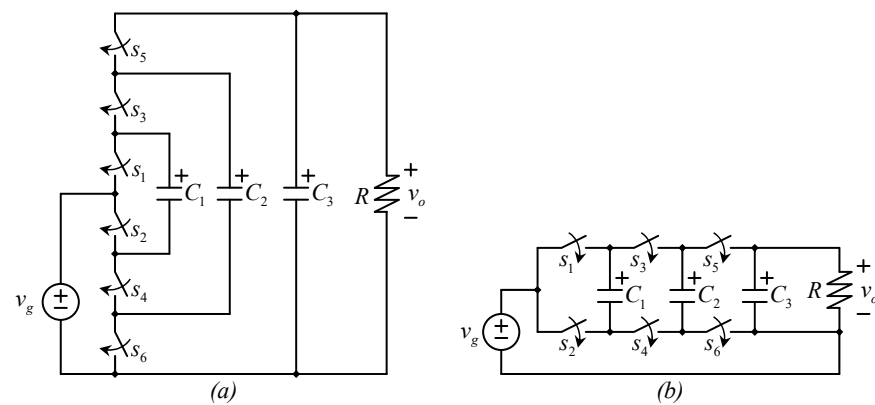 s5
s3
s1
s2
s4
s6
vg
+
−
+
C1
+
C2
+
C3
R
+
vo
−
(a)
s1
s3
s5
s2
s4
s6
vg
+
−
+
C1
+
C2
+
C3
R
+
vo
−
(b)